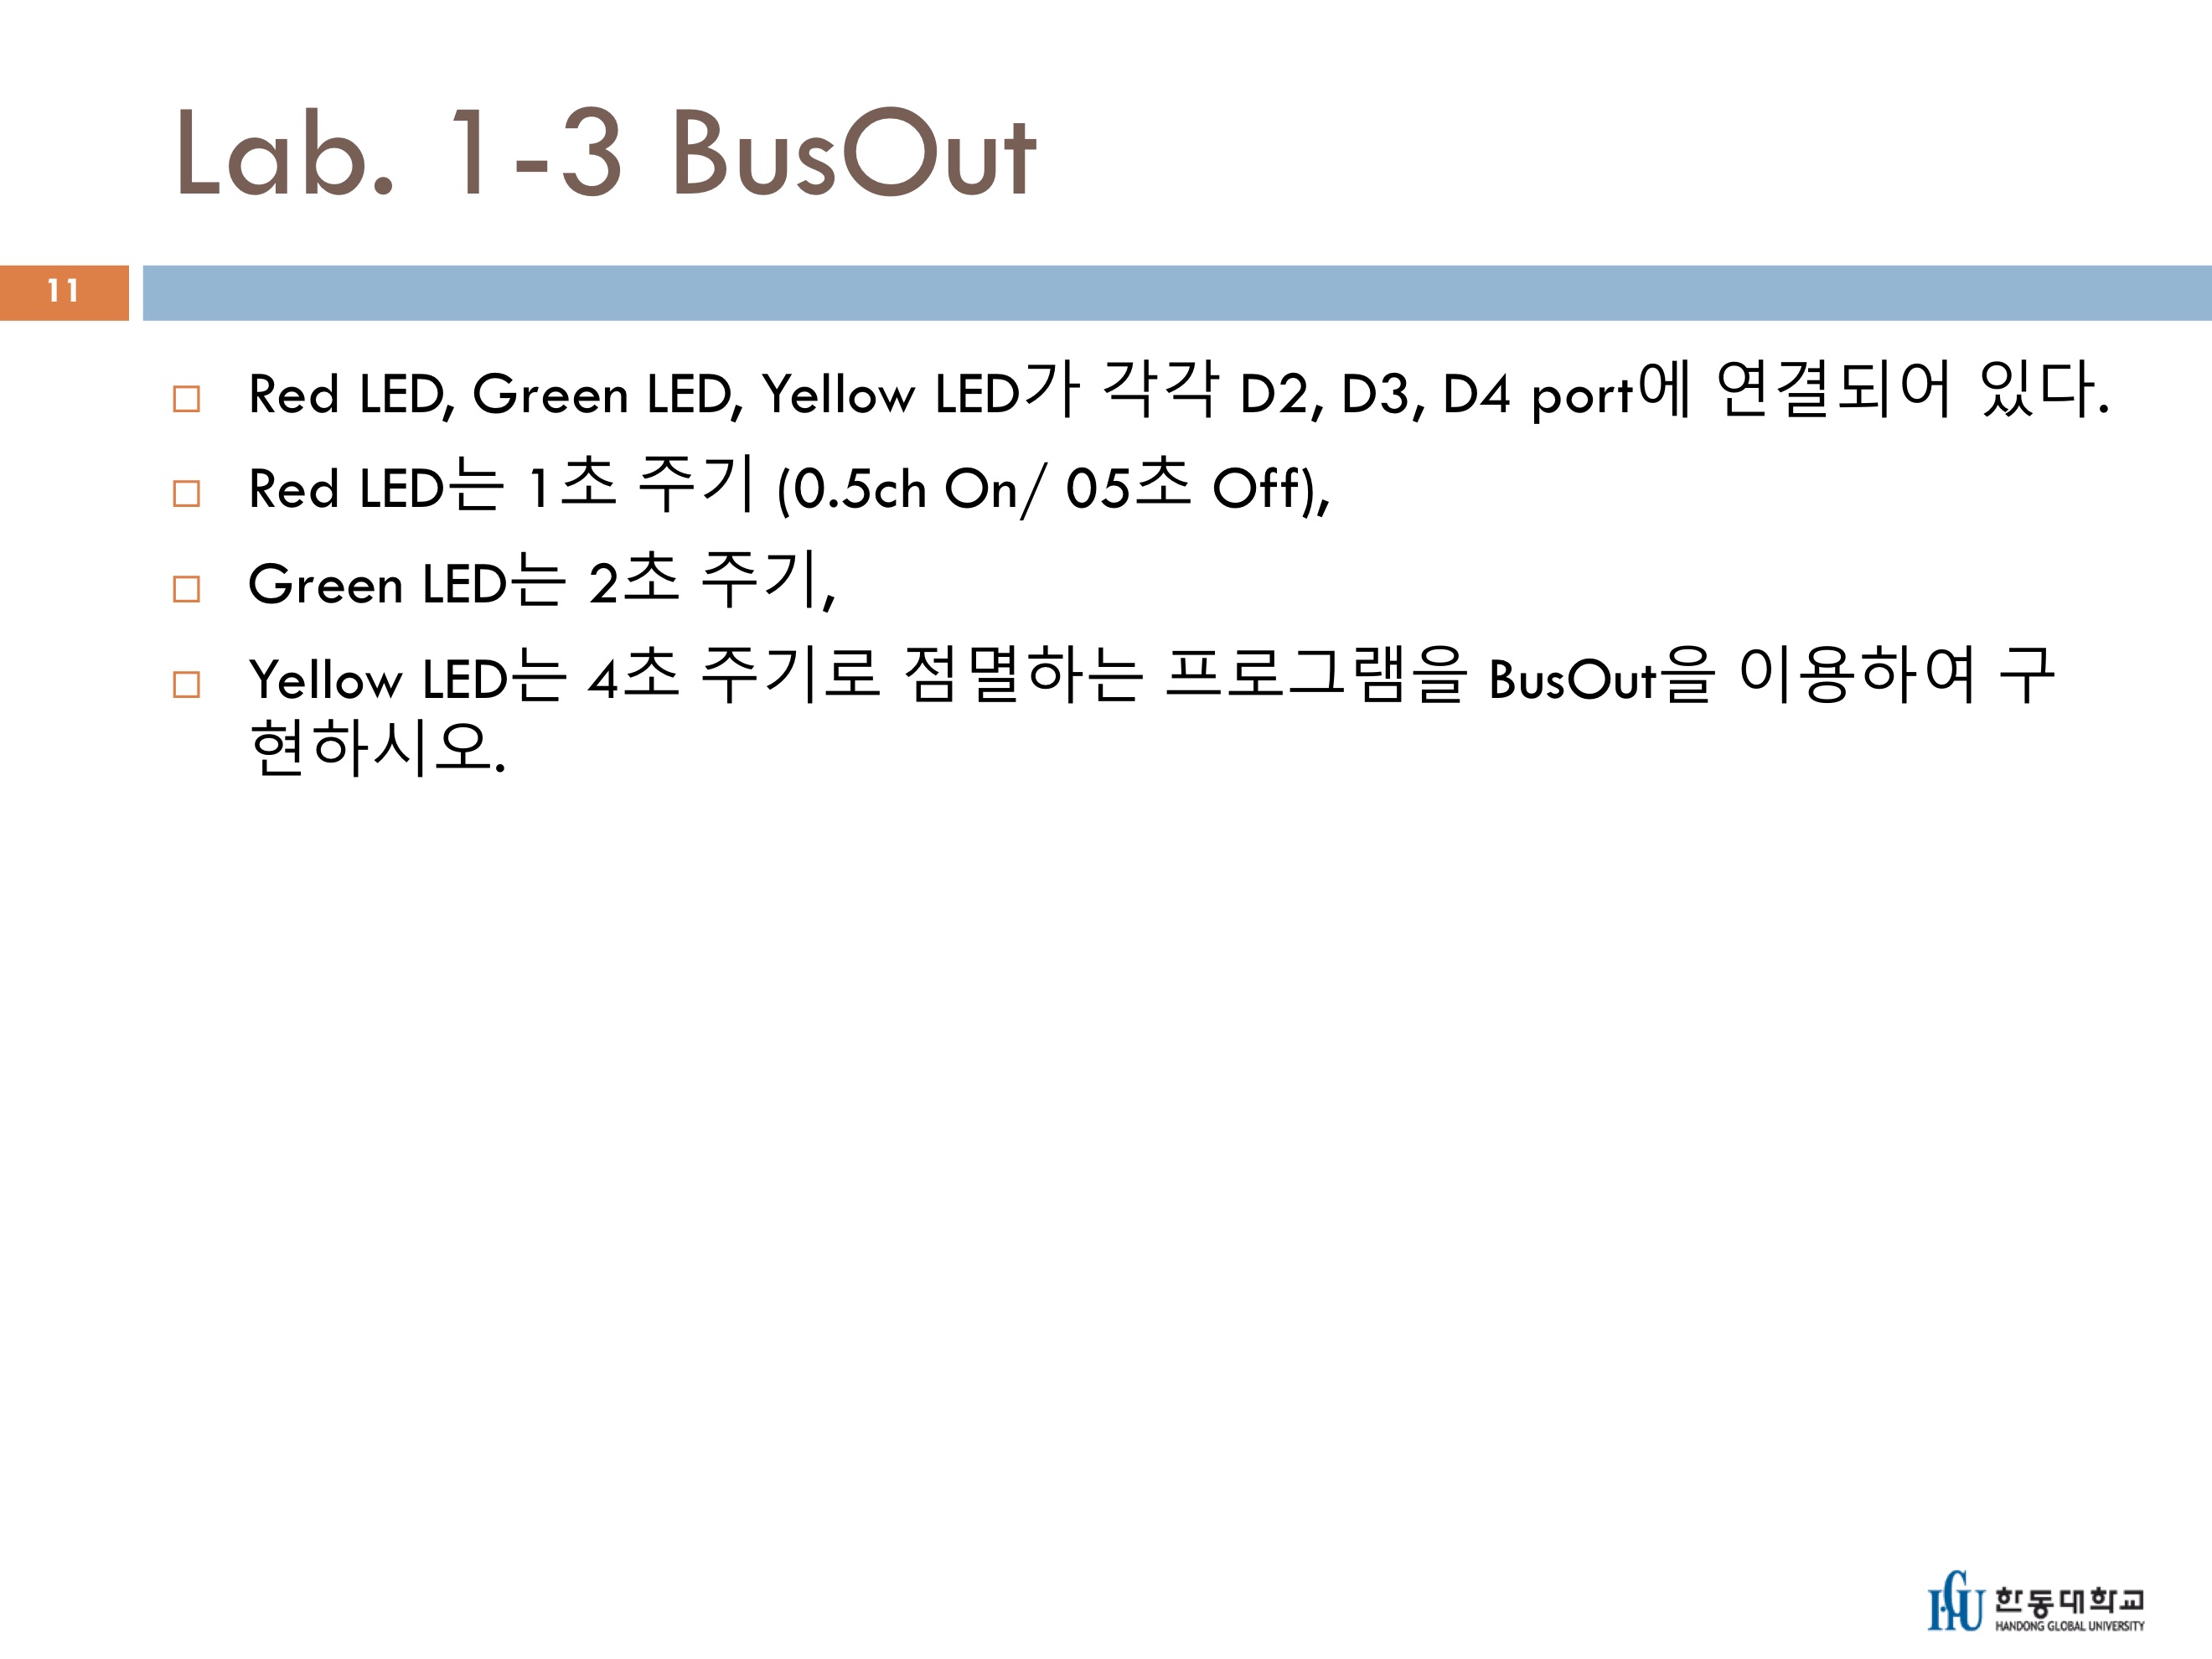 Lab. 1-3 BusOut
11
Red LED, Green LED, Yellow LED가 각각 D2, D3, D4 port에 연결되어 있다.
Red LED는 1초 주기 (0.5ch On/ 05초 Off),
Green LED는 2초 주기,
Yellow LED는 4초 주기르 점멸하는 프로그램을 BusOut을 이용하여 구
현하시오.
HGU 한동대학교
HANDONG GLOBAL UNIVERSITY